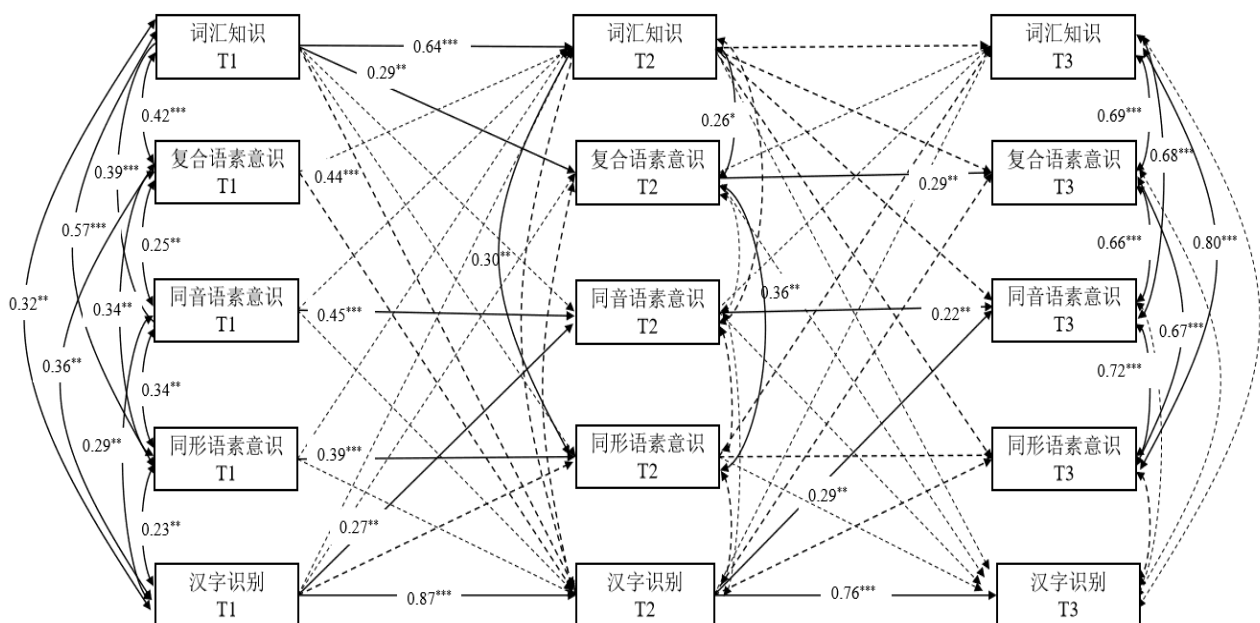 词汇知识
T1
词汇知识
T2
词汇知识
T3
0.64***
0.29**
0.42***
0.26*
0.69***
复合语素意识
T1
复合语素意识
T2
复合语素意识
T3
0.39***
0.44***
0.29**
0.68***
0.57***
0.25**
0.30**
0.66***
0.80***
同音语素意识
T1
同音语素意识
T2
同音语素意识
T3
0.32**
0.34**
0.45***
0.36**
0.22**
0.67***
0.36**
0.34**
0.72***
同形语素意识
T1
同形语素意识
T2
同形语素意识
T3
0.29**
0.39***
0.29**
0.23**
0.27**
汉字识别
T1
汉字识别
T2
汉字识别
T3
0.87***
0.76***